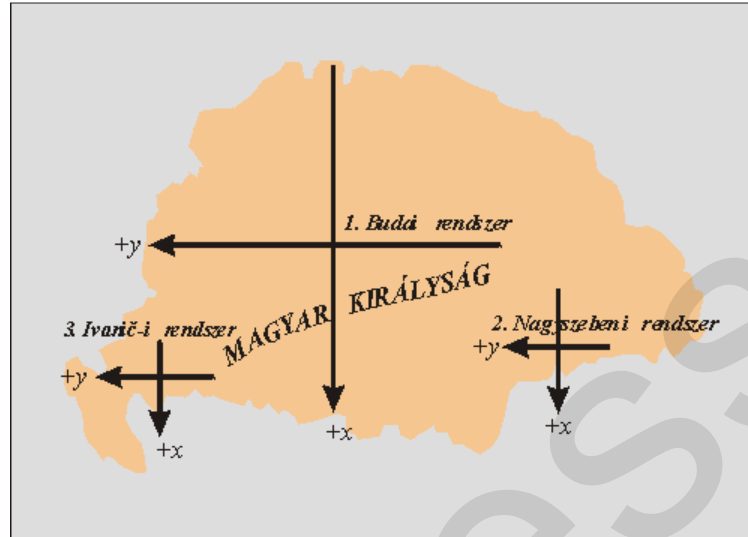 1. Budai rendszer
+y
MAGYAR KIRÁLYSÁG
3. Ivanič-i rendszer
2. Nagyszebeni rendszer
+y
+y
+x
+x
+x